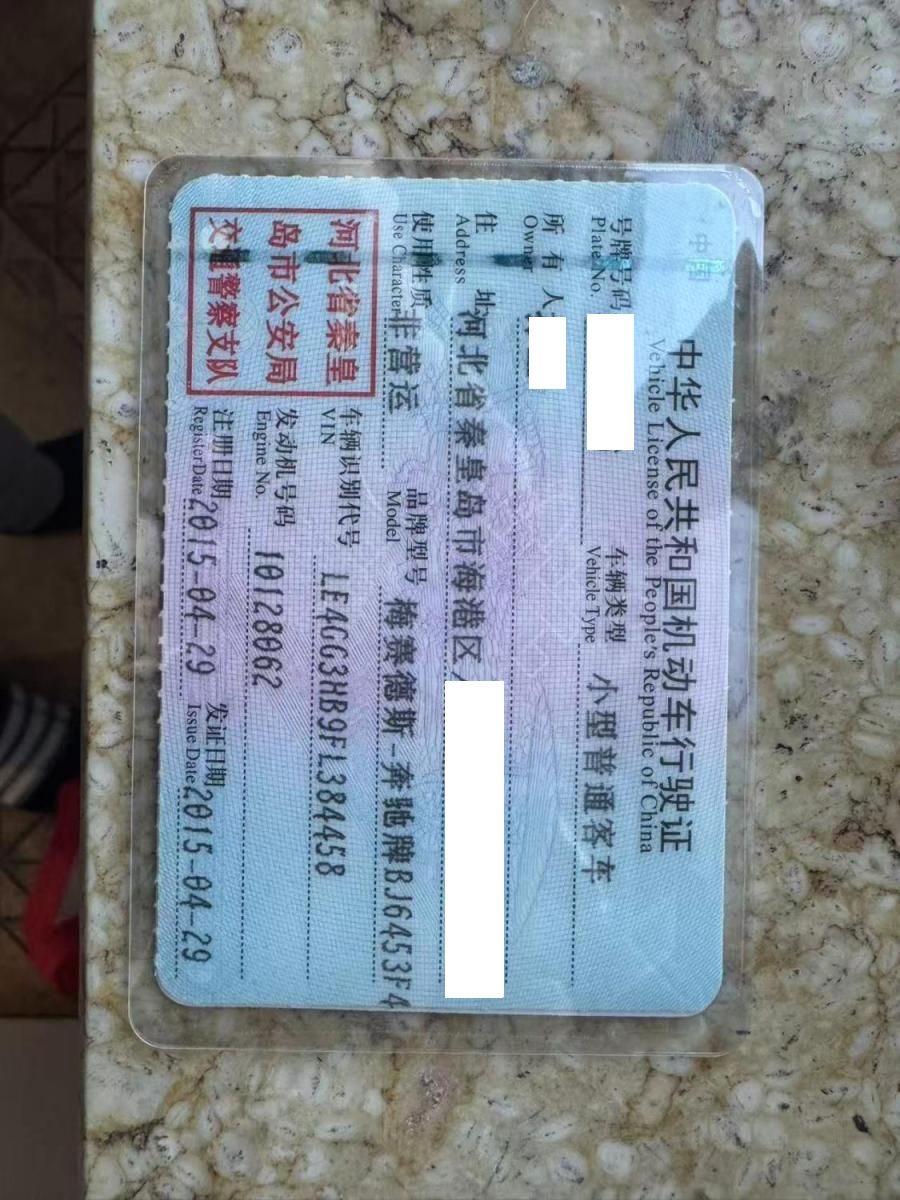 中华人民共和国机动车行驶证
Vehicle License of the People's Republic of China
号牌号码 车辆类型 小型普通客车
Plate No. Vehicle Type
所有人
Owner
住址 河北省秦皇岛市海港区
Address
使用性质 非营运 品牌型号 梅赛德斯-奔驰牌BJ6453F4
Use Character Model
河北省秦皇
岛市公安局
交通警察支队
车辆识别代号 LE4GG3HB9FL384458
VIN
发动机号码 10128062
Engine No.
注册日期 2015-04-29 发证日期 2015-04-29
Register Date Issue Date